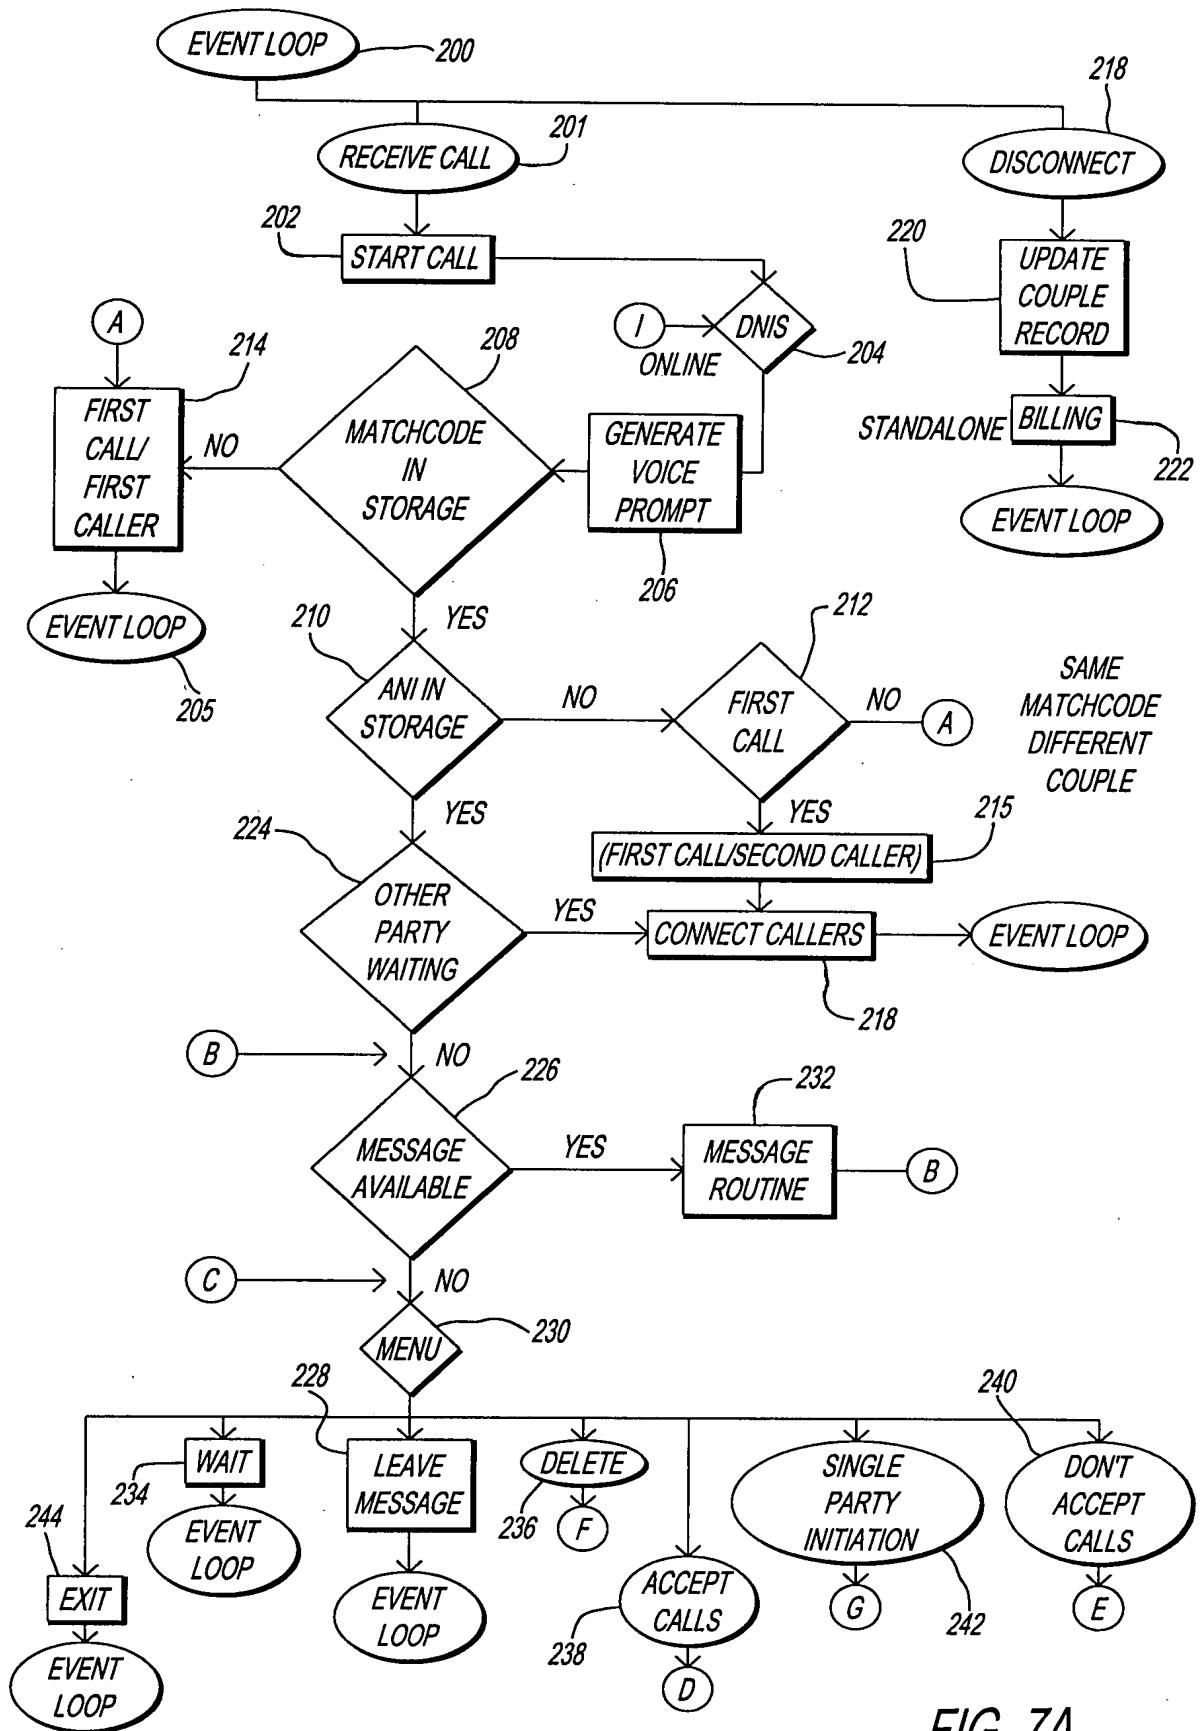 EVENT LOOP
200
218
201
RECEIVE CALL
DISCONNECT
202
START CALL
220
UPDATE
COUPLE
RECORD
A
I
DNIS
204
ONLINE
214
208
FIRST
CALL/
FIRST
CALLER
NO
MATCHCODE
IN
STORAGE
GENERATE
VOICE
PROMPT
206
STANDALONE
BILLING
222
EVENT LOOP
EVENT LOOP
205
YES
210
212
ANI IN
STORAGE
NO
FIRST
CALL
NO
A
SAME
MATCHCODE
DIFFERENT
COUPLE
YES
YES
215
224
(FIRST CALL/SECOND CALLER)
OTHER
PARTY
WAITING
YES
CONNECT CALLERS
EVENT LOOP
218
B
NO
226
232
MESSAGE
AVAILABLE
YES
MESSAGE
ROUTINE
B
C
NO
MENU
230
228
240
WAIT
234
LEAVE
MESSAGE
DELETE
236
SINGLE
PARTY
INITIATION
DON'T
ACCEPT
CALLS
244
EVENT
LOOP
F
EXIT
EVENT
LOOP
ACCEPT
CALLS
238
G
242
E
EVENT
LOOP
D
FIG. 7A